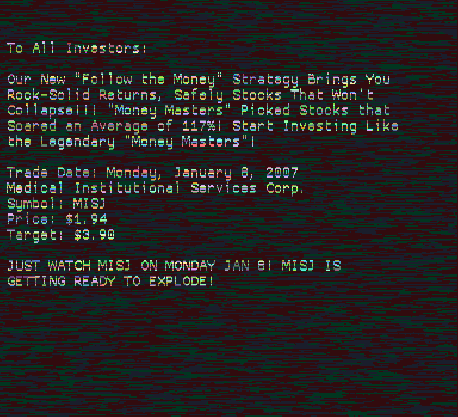 To All Investors!
Our New "Follow the Money" Strategy Brings You
Rock-Solid Returns, Safely Stocks That Won't
Collapse!!! "Money Masters" Picked Stocks that
Soared an Average of 117%! Start Investing Like
the Legendary "Money Masters"!
Trade Date: Monday, January 8, 2007
Medical Institutional Services Corp.
Symbol: MISJ
Price: $1.94
Target: $3.90
JUST WATCH MISJ ON MONDAY JAN 8! MISJ IS
GETTING READY TO EXPLODE!